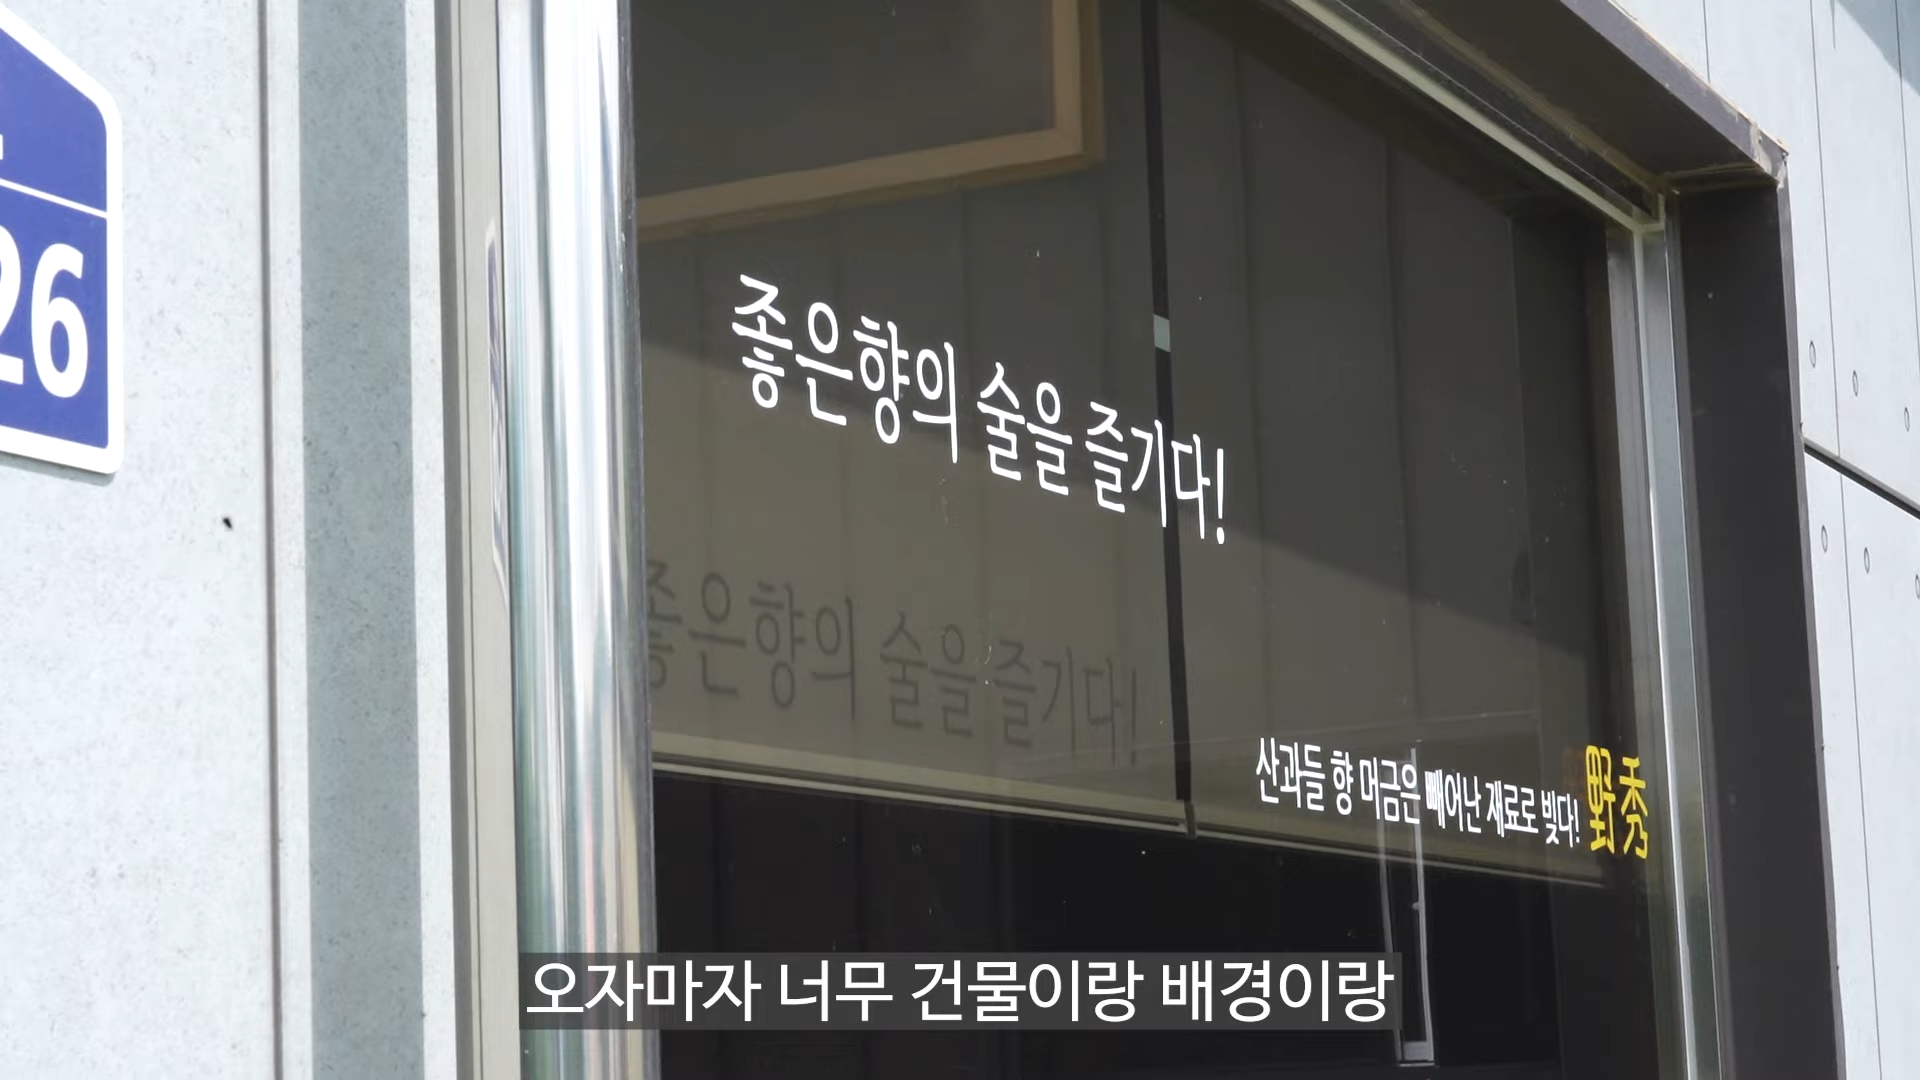 26
좋은향의 술을 즐기다!
좋은향의 술을 즐기다!
산과들 향 머금은 빼어난 재료로 빚다! 野秀
오자마자 너무 건물이랑 배경이랑